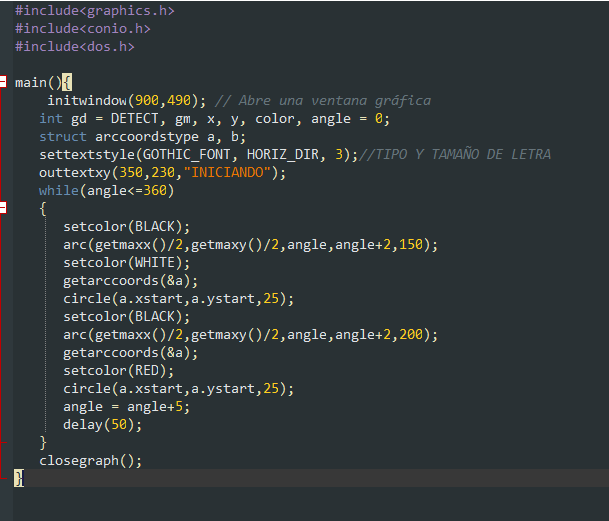 #include<graphics.h>
#include<conio.h>
#include<dos.h>
main(){
initwindow(900,490); // Abre una ventana gráfica
int gd = DETECT, gm, x, y, color, angle = 0;
struct arccoordstype a, b;
settextstyle(GOTHIC_FONT, HORIZ_DIR, 3);//TIPO Y TAMAÑO DE LETRA
outtextxy(350,230,"INICIANDO");
while(angle<=360)
{
setcolor(BLACK);
arc(getmaxx()/2,getmaxy()/2,angle,angle+2,150);
setcolor(WHITE);
getarccoords(&a);
circle(a.xstart,a.ystart,25);
setcolor(BLACK);
arc(getmaxx()/2,getmaxy()/2,angle,angle+2,200);
getarccoords(&a);
setcolor(RED);
circle(a.xstart,a.ystart,25);
angle = angle+5;
delay(50);
}
closegraph();
}